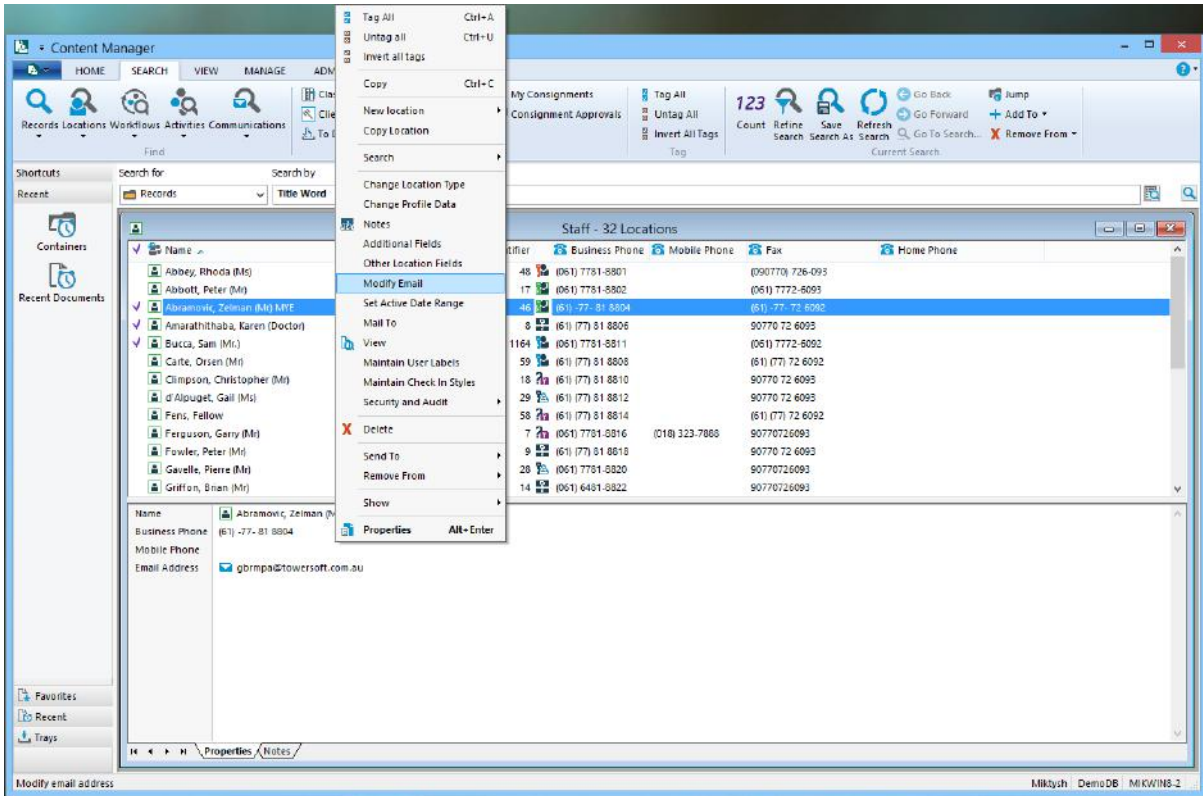 Content Manager
HOME SEARCH VIEW MANAGE ADM
Records Locations Workflows Activities Communications
Find
Clas
Clie
To D
My Consignments
Consignment Approvals
Tag All
Untag All
Invert All Tags
Tag
123
Count Refine Search Save Search As Refresh Search
Go Back
Go Forward
Go To Search...
Jump
Add To
Remove From
Current Search
Shortcuts
Recent
Containers
Recent Documents
Favorites
Recent
Trays
Search for Search by
Records Title Word
Tag All Ctrl+A
Untag all Ctrl+U
Invert all tags
Copy Ctrl+C
New location
Copy Location
Search
Change Location Type
Change Profile Data
Notes
Additional Fields
Other Location Fields
Modify Email
Set Active Date Range
Mail To
View
Maintain User Labels
Maintain Check In Styles
Security and Audit
Delete
Send To
Remove From
Show
Properties Alt+Enter
Staff - 32 Locations
Name tifier Business Phone Mobile Phone Fax Home Phone
Abbey, Rhoda (Ms) 48 (061) 7781-8801 (090770) 726-093
Abbott, Peter (Mr) 17 (061) 7781-8802 (061) 7772-6093
Abramovic, Zelman (Mr) MYE 46 (61) -77- 81 8804 (61) -77- 72 6092
Amarathithaba, Karen (Doctor) 8 (61) (77) 81 8806 90770 72 6093
Bucca, Sam (Mr.) 1164 (061) 7781-8811 (061) 7772-6092
Carte, Orsen (Mr) 59 (61) (77) 81 8808 (61) (77) 72 6092
Climpson, Christopher (Mr) 18 (61) (77) 81 8810 90770 72 6093
d'Alpuget, Gail (Ms) 29 (61) (77) 81 8812 90770 72 6093
Fens, Fellow 58 (61) (77) 81 8814 (61) (77) 72 6092
Ferguson, Garry (Mr) 7 (061) 7781-8816 (018) 323-7888 90770726093
Fowler, Peter (Mr) 9 (61) (77) 81 8818 90770 72 6093
Gavelle, Pierre (Mr) 28 (061) 7781-8820 90770726093
Griffon, Brian (Mr) 14 (061) 6481-8822 90770726093
Name Abramovic, Zelman (M
Business Phone (61) -77- 81 8804
Mobile Phone
Email Address gbrmpa@towersoft.com.au
Properties Notes
Modify email address Miktysh DemoDB MIKWIN8-2